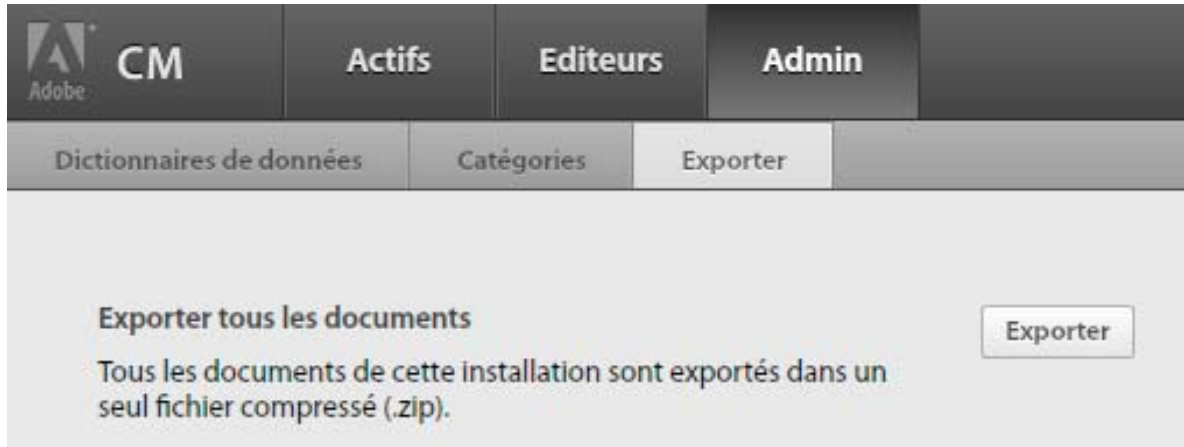 Adobe CM Actifs Editeurs Admin
Dictionnaires de données Catégories Exporter
Exporter tous les documents
Exporter
Tous les documents de cette installation sont exportés dans un
seul fichier compressé (.zip).